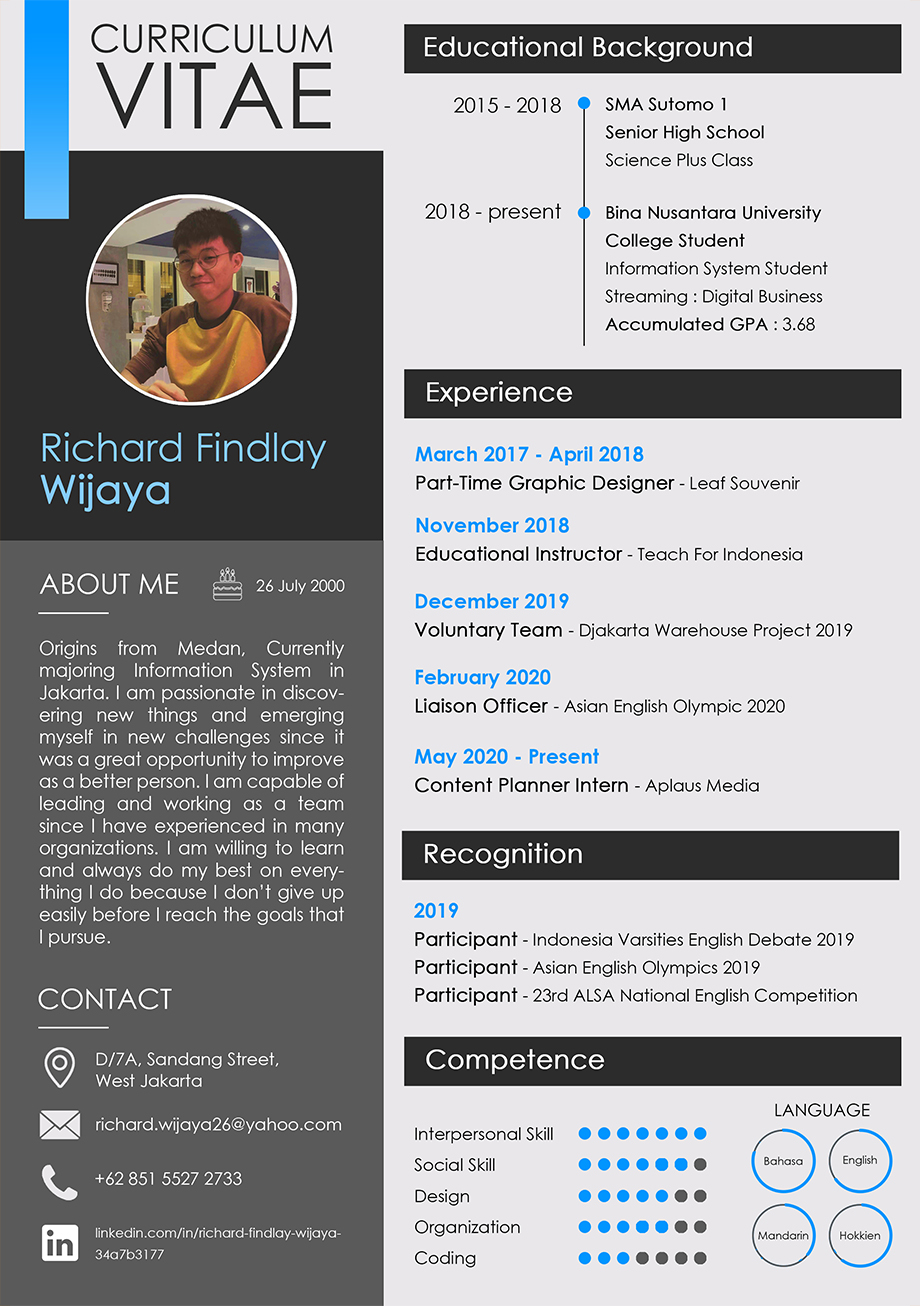 CURRICULUM
VITAE
Richard Findlay
Wijaya
ABOUT ME
26 July 2000
Origins from Medan, Currently
majoring Information System in
Jakarta. I am passionate in discov-
ering new things and emerging
myself in new challenges since it
was a great opportunity to improve
as a better person. I am capable of
leading and working as a team
since I have experienced in many
organizations. I am willing to learn
and always do my best on every-
thing I do because I don't give up
easily before I reach the goals that
I pursue.
CONTACT
D/7A, Sandang Street,
West Jakarta
richard.wijaya26@yahoo.com
+62 851 5527 2733
in
linkedin.com/in/richard-findlay-wijaya-
34a7b3177
Educational Background
2015 - 2018
SMA Sutomo 1
Senior High School
Science Plus Class
2018 - present
Bina Nusantara University
College Student
Information System Student
Streaming : Digital Business
Accumulated GPA : 3.68
Experience
March 2017 - April 2018
Part-Time Graphic Designer - Leaf Souvenir
November 2018
Educational Instructor - Teach For Indonesia
December 2019
Voluntary Team - Djakarta Warehouse Project 2019
February 2020
Liaison Officer - Asian English Olympic 2020
May 2020 - Present
Content Planner Intern - Aplaus Media
Recognition
2019
Participant - Indonesia Varsities English Debate 2019
Participant - Asian English Olympics 2019
Participant - 23rd ALSA National English Competition
Competence
Interpersonal Skill
Social Skill
Design
Organization
Coding
LANGUAGE
Bahasa
English
Mandarin
Hokkien